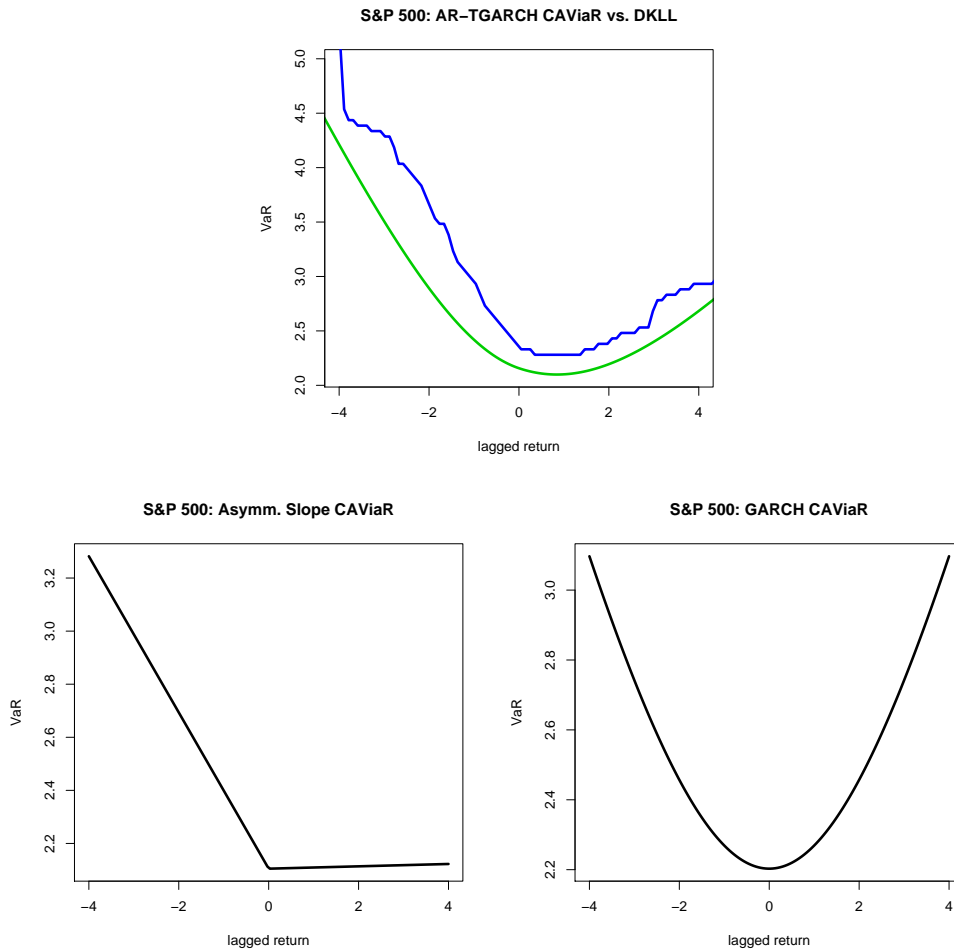 S&P 500: AR−TGARCH CAViaR vs. DKLL
5.0
4.5
4.0
3.5
3.0
2.5
2.0
VaR
−4 −2 0 2 4
lagged return
S&P 500: Asymm. Slope CAViaR
3.2
3.0
2.8
2.6
2.4
2.2
VaR
−4 −2 0 2 4
lagged return
S&P 500: GARCH CAViaR
3.0
2.8
2.6
2.4
2.2
VaR
−4 −2 0 2 4
lagged return